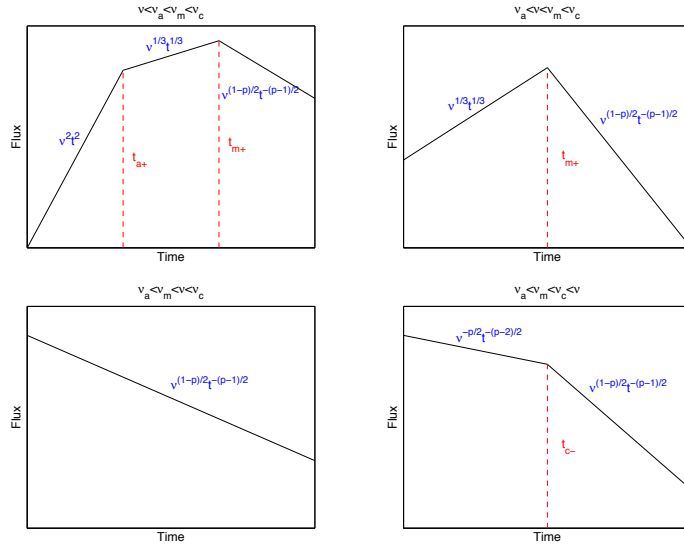 ν<ν_a<ν_m<ν_c
ν^{1/3}t^{1/3}
ν^{(1−p)/2}t^{−(p−1)/2}
ν^2t^2
t_{a+}
t_{m+}
Flux
Time
ν_a<ν<ν_m<ν_c
ν^{1/3}t^{1/3}
ν^{(1−p)/2}t^{−(p−1)/2}
t_{m+}
Flux
Time
ν_a<ν_m<ν<ν_c
ν^{(1−p)/2}t^{−(p−1)/2}
Flux
Time
ν_a<ν_m<ν_c<ν
ν^{−p/2}t^{−(p−2)/2}
ν^{(1−p)/2}t^{−(p−1)/2}
t_{c−}
Flux
Time